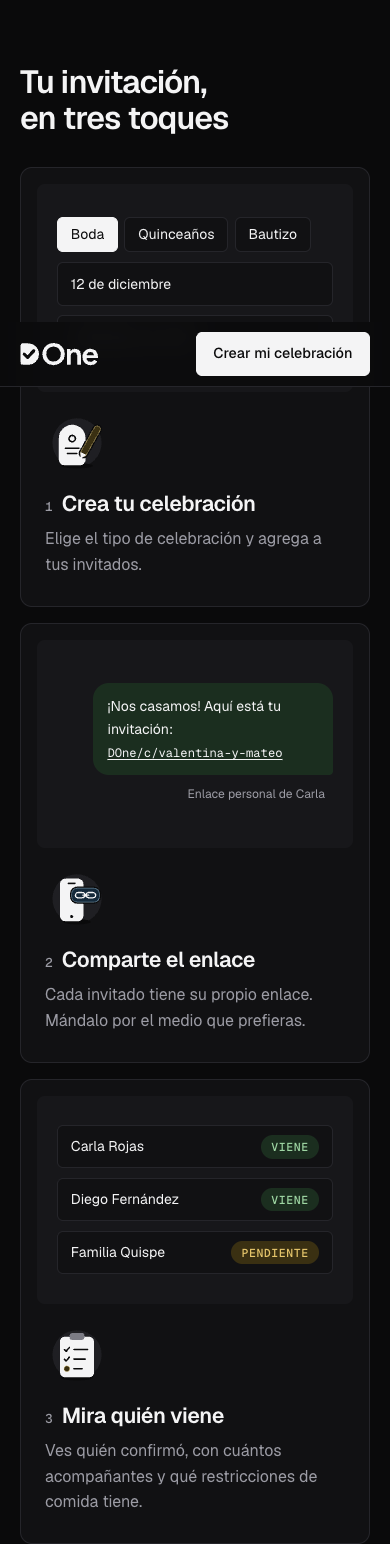 Tu invitación,
en tres toques
Boda
Quinceaños
Bautizo
12 de diciembre
DOne
Crear mi celebración
1 Crea tu celebración
Elige el tipo de celebración y agrega a
tus invitados.
¡Nos casamos! Aquí está tu
invitación:
DOne/c/valentina-y-mateo
Enlace personal de Carla
2 Comparte el enlace
Cada invitado tiene su propio enlace.
Mándalo por el medio que prefieras.
Carla Rojas
VIENE
Diego Fernández
VIENE
Familia Quispe
PENDIENTE
3 Mira quién viene
Ves quién confirmó, con cuántos
acompañantes y qué restricciones de
comida tiene.